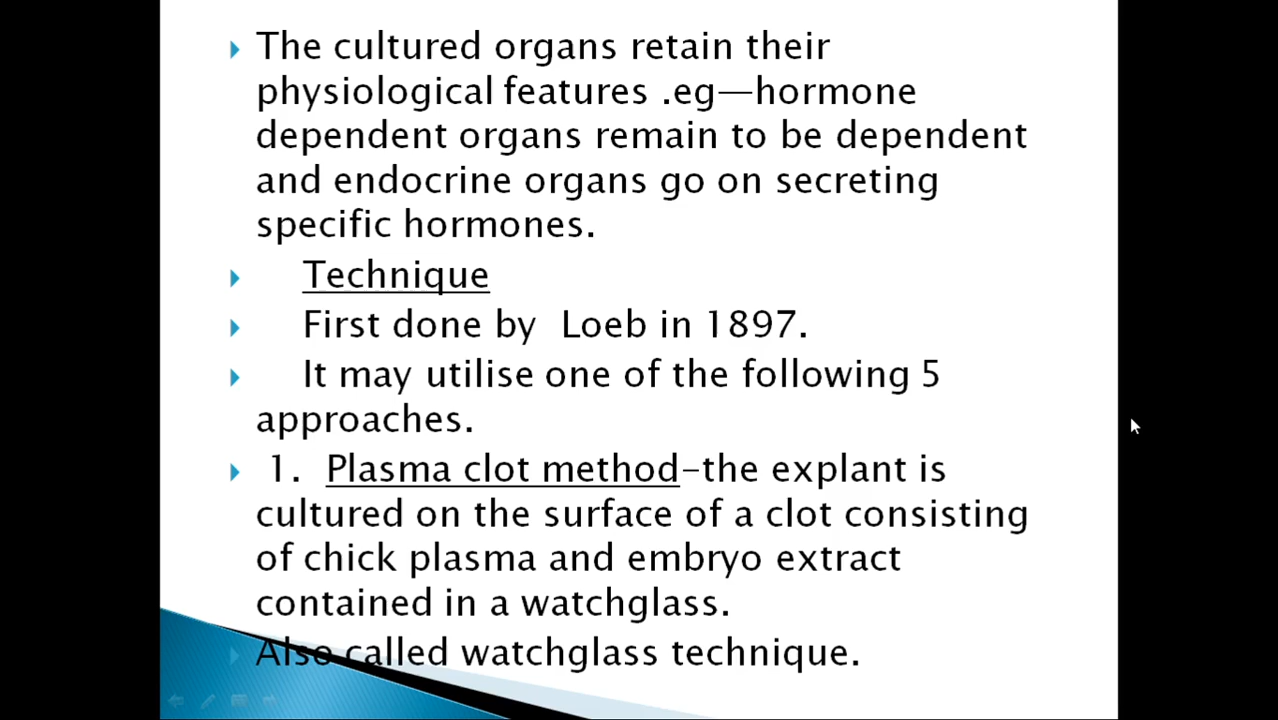 The cultured organs retain their
physiological features .eg—hormone
dependent organs remain to be dependent
and endocrine organs go on secreting
specific hormones.
Technique
First done by Loeb in 1897.
It may utilise one of the following 5
approaches.
1. Plasma clot method-the explant is
cultured on the surface of a clot consisting
of chick plasma and embryo extract
contained in a watchglass.
Also called watchglass technique.